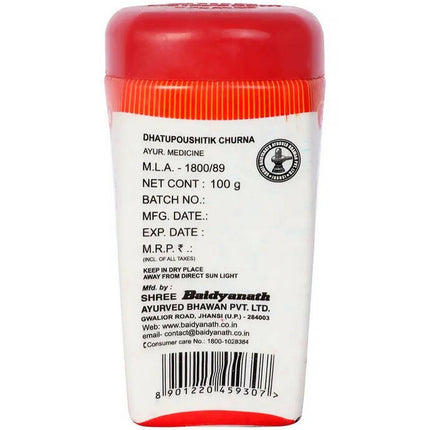 DHATUPOUSHTIK CHURNA
AYUR. MEDICINE
M.L.A. - 1800/89
NET CONT : 100 g
BATCH NO.:
MFG. DATE.:
EXP. DATE :
M.R.P. ₹ .:
(INCL. OF ALL TAXES)
KEEP IN DRY PLACE
AWAY FROM DIRECT SUN LIGHT
Mfd. by :
SHREE Baidyanath
AYURVED BHAWAN PVT. LTD.
GWALIOR ROAD, JHANSI (U.P.) - 284003
Web: www.baidyanath.co.in
email- contact@baidyanath.co.in
Consumer care No.: 1800-1028384
8 901220 459307